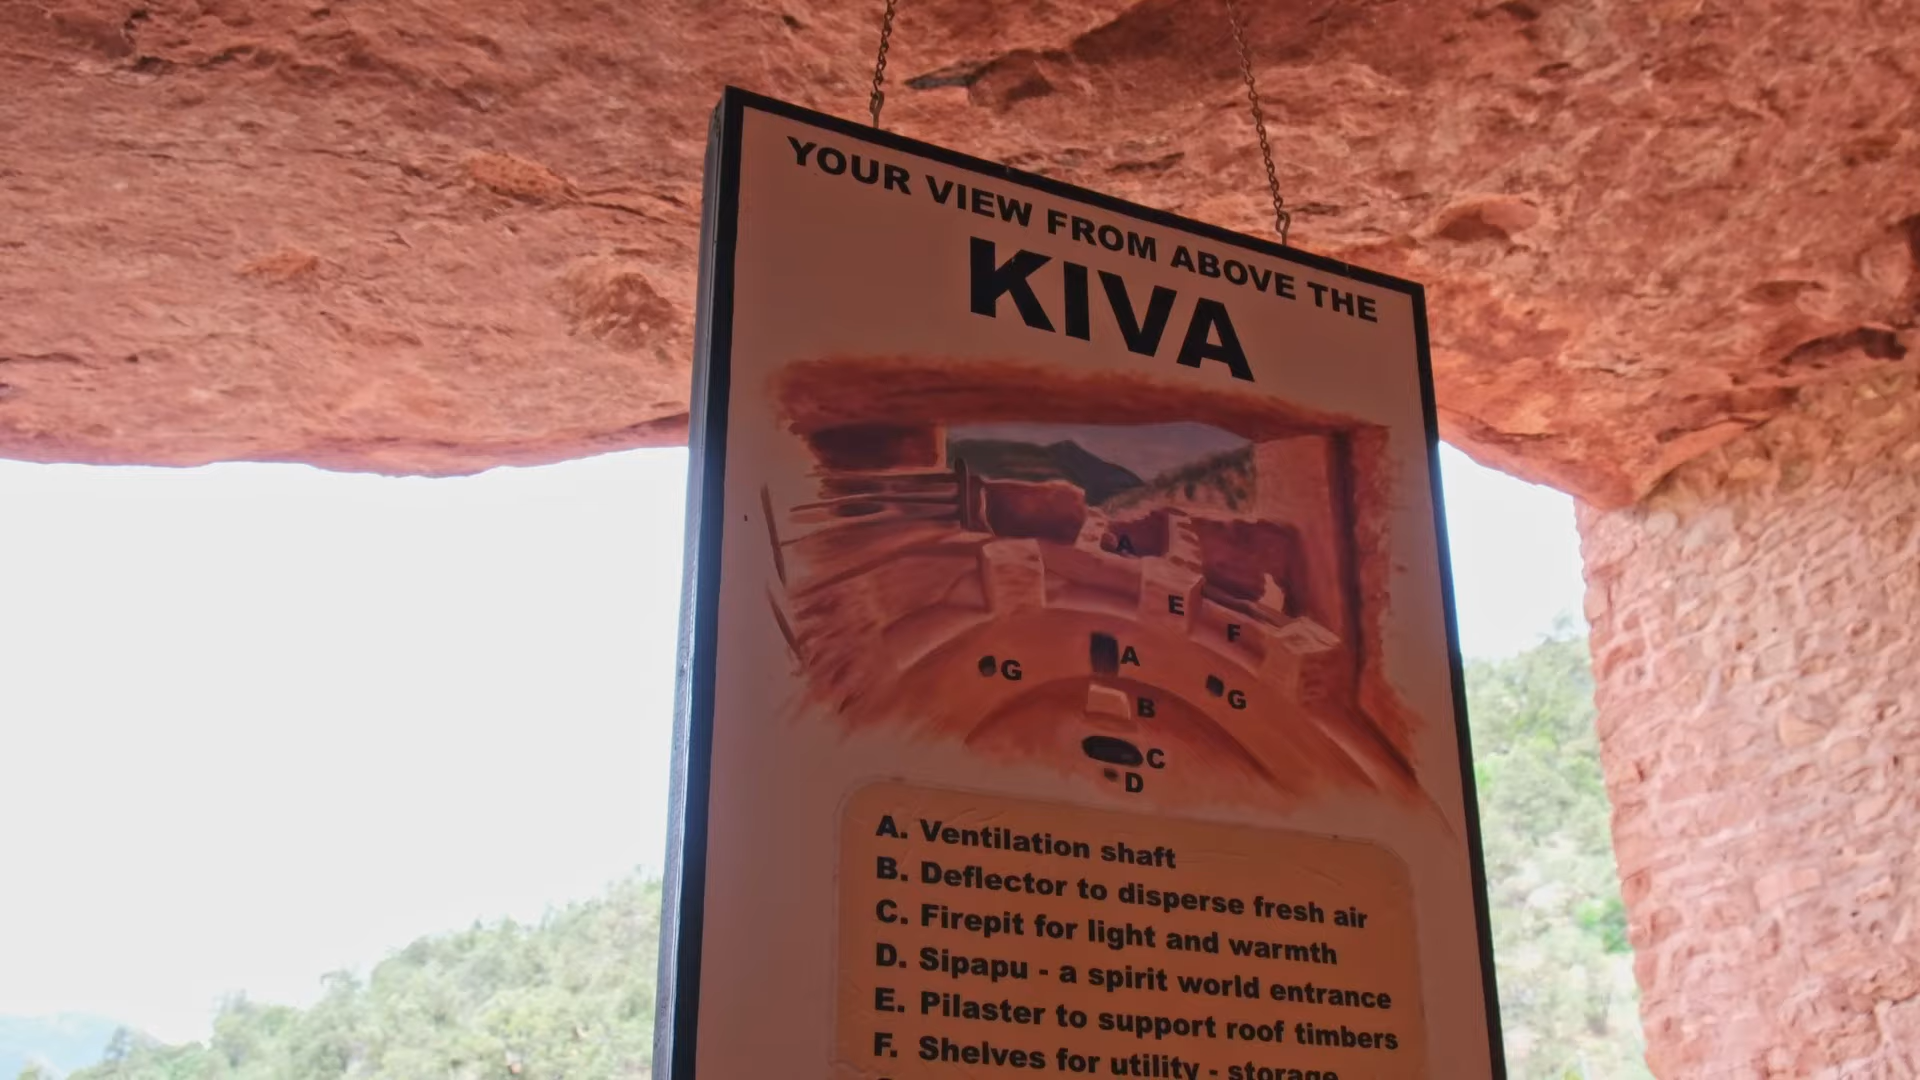 YOUR VIEW FROM ABOVE THE
KIVA
A
E
F
A
G
G
B
C
D
A. Ventilation shaft
B. Deflector to disperse fresh air
C. Firepit for light and warmth
D. Sipapu - a spirit world entrance
E. Pilaster to support roof timbers
F. Shelves for utility - storage